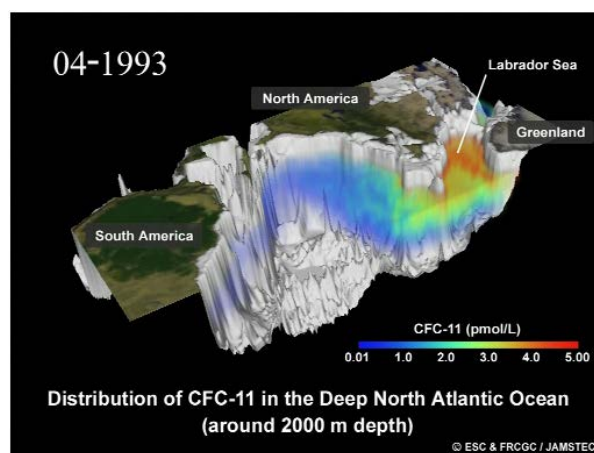 04-1993
Labrador Sea
North America
Greenland
South America
CFC-11 (pmol/L)
0.01 1.0 2.0 3.0 4.0 5.00
Distribution of CFC-11 in the Deep North Atlantic Ocean
(around 2000 m depth)
© ESC & FRCGC / JAMSTEC